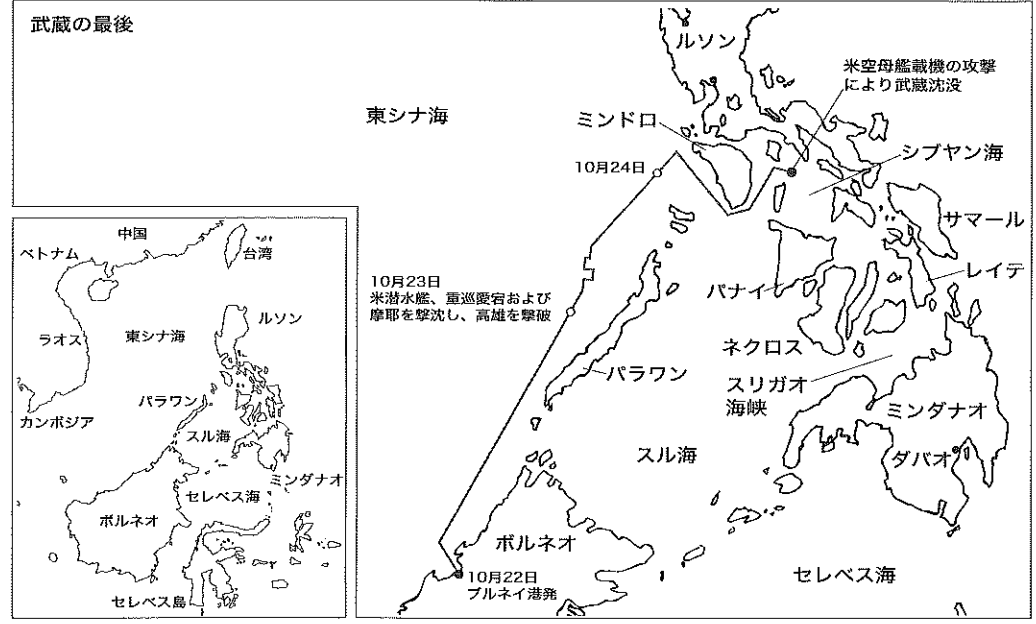 武蔵の最後
ルソン
米空母艦載機の攻撃
により武蔵沈没
東シナ海
ミンドロ
シブヤン海
10月24日
サマール
レイテ
10月23日
米潜水艦、重巡愛宕および
摩耶を撃沈し、高雄を撃破
パナイ
ネクロス
パラワン
スリガオ
海峡
ミンダナオ
スル海
ダバオ
ボルネオ
10月22日
ブルネイ港発
セレベス海
中国
ベトナム
台湾
ルソン
ラオス
東シナ海
パラワン
カンボジア
スル海
ミンダナオ
セレベス海
ボルネオ
セレベス島